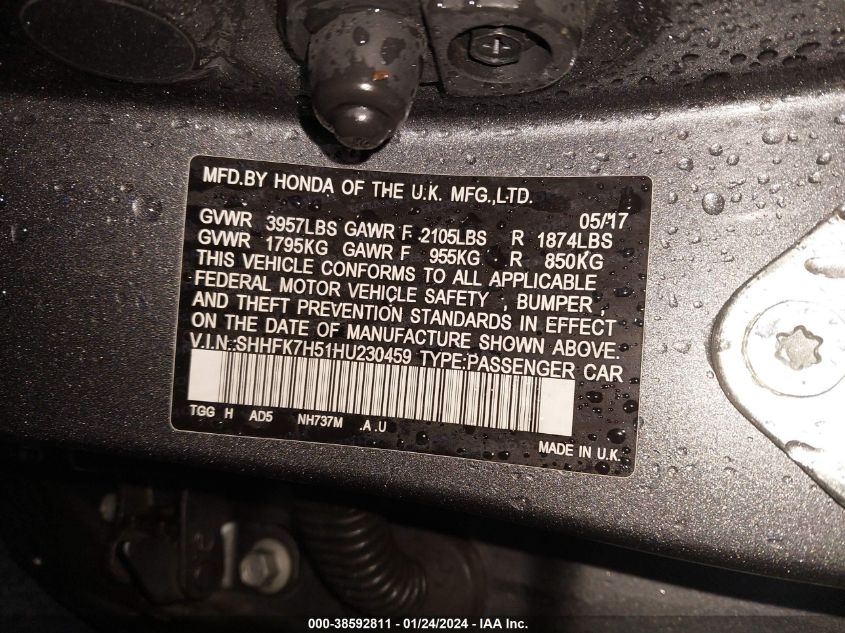 MFD.BY HONDA OF THE U.K. MFG.,LTD.
05/'17
GVWR 3957LBS GAWR F 2105LBS R 1874LBS
GVWR 1795KG GAWR F 955KG R 850KG
THIS VEHICLE CONFORMS TO ALL APPLICABLE
FEDERAL MOTOR VEHICLE SAFETY , BUMPER ,
AND THEFT PREVENTION STANDARDS IN EFFECT
ON THE DATE OF MANUFACTURE SHOWN ABOVE.
V.I.N.:SHHFK7H51HU230459 TYPE:PASSENGER CAR
TGG H AD5 NH737M .A .U
MADE IN U.K.
000-38592811 - 01/24/2024 - IAA Inc.